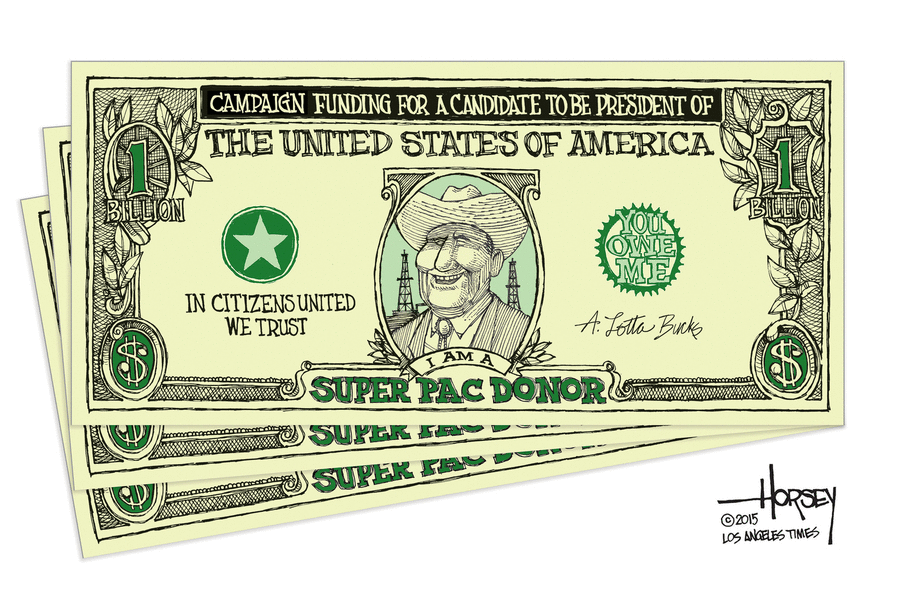 CAMPAIGN FUNDING FOR A CANDIDATE TO BE PRESIDENT OF
THE UNITED STATES OF AMERICA
1
BILLION
1
BILLION
IN CITIZENS UNITED
WE TRUST
YOU
OWE
ME
A. Lotta Bucks
$
$
I AM A
SUPER PAC DONOR
$
SUPER PAC DONOR
$
SUPER PAC DONOR
HORSEY
©2015
LOS ANGELES TIMES